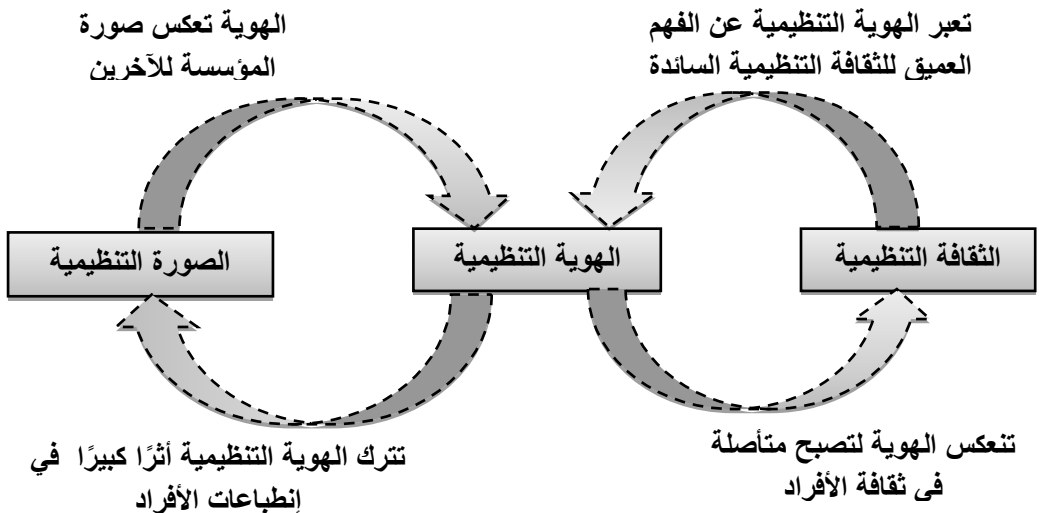 تعبر الهوية التنظيمية عن الفهم
العميق للثقافة التنظيمية السائدة
الهوية تعكس صورة
المؤسسة للآخرين
الثقافة التنظيمية
الهوية التنظيمية
الصورة التنظيمية
تنعكس الهوية لتصبح متأصلة
في ثقافة الأفراد
تترك الهوية التنظيمية أثرًا كبيرًا في
إنطباعات الأفراد